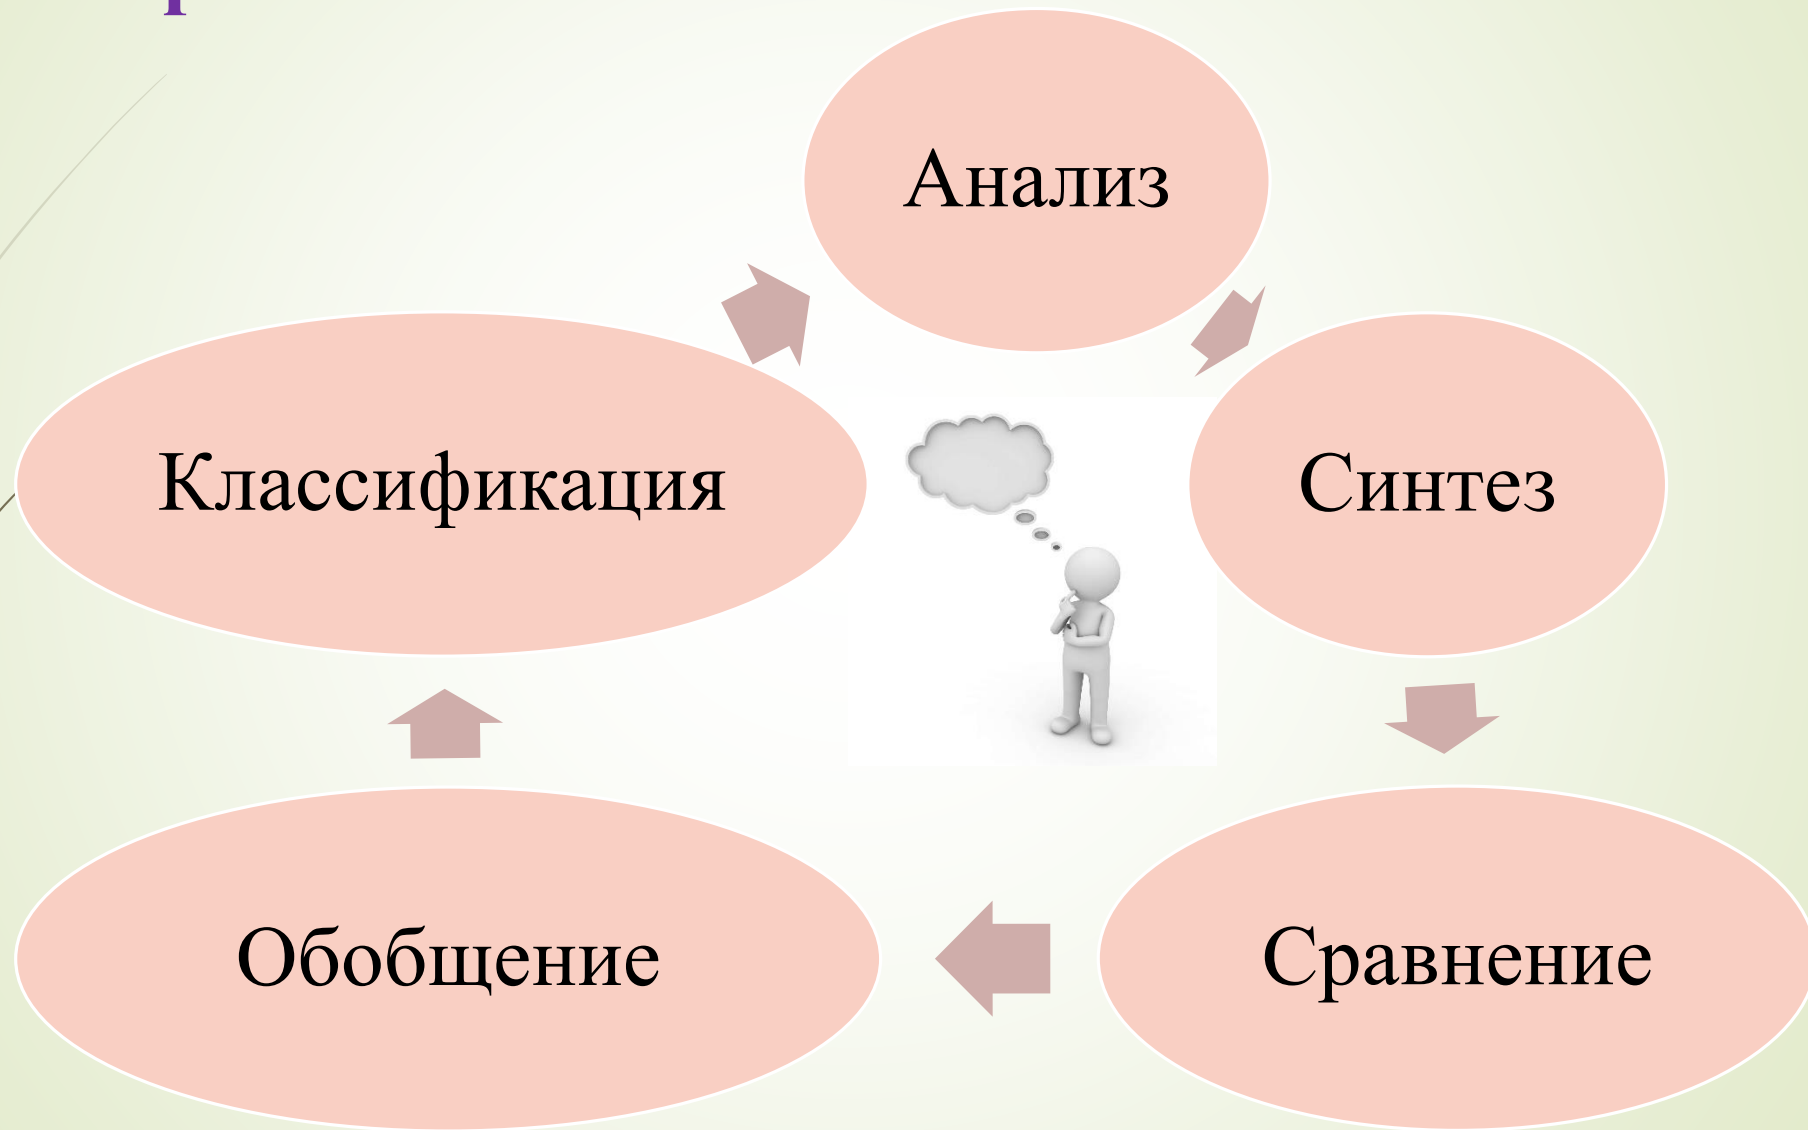 Анализ
Синтез
Сравнение
Обобщение
Классификация